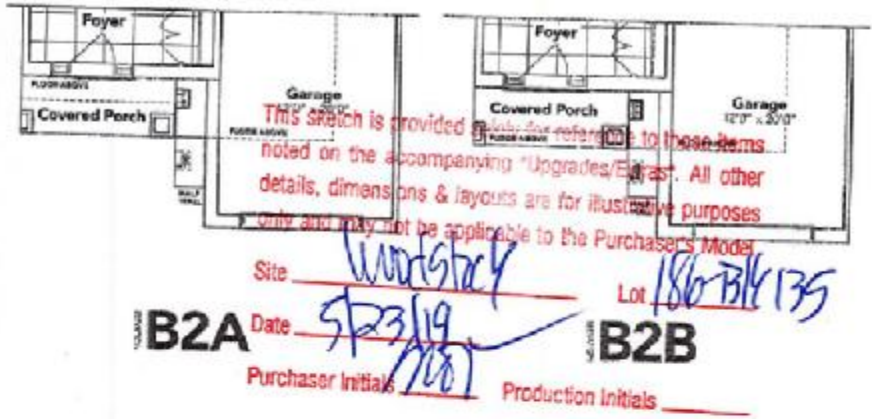 Foyer
Foyer
FLOOR ABOVE
Garage
Garage
12'0" x 20'0"
Covered Porch
Covered Porch
FLOOR ABOVE
FLOOR ABOVE
This sketch is provided solely for reference to those items
noted on the accompanying "Upgrades/Extras". All other
details, dimensions & layouts are for illustrative purposes
only and may not be applicable to the Purchaser's Model
HALF WALL
Site Woodstock
Lot 186-Blk 135
B2A
Date 5/23/19
B2B
Purchaser Initials
Production Initials